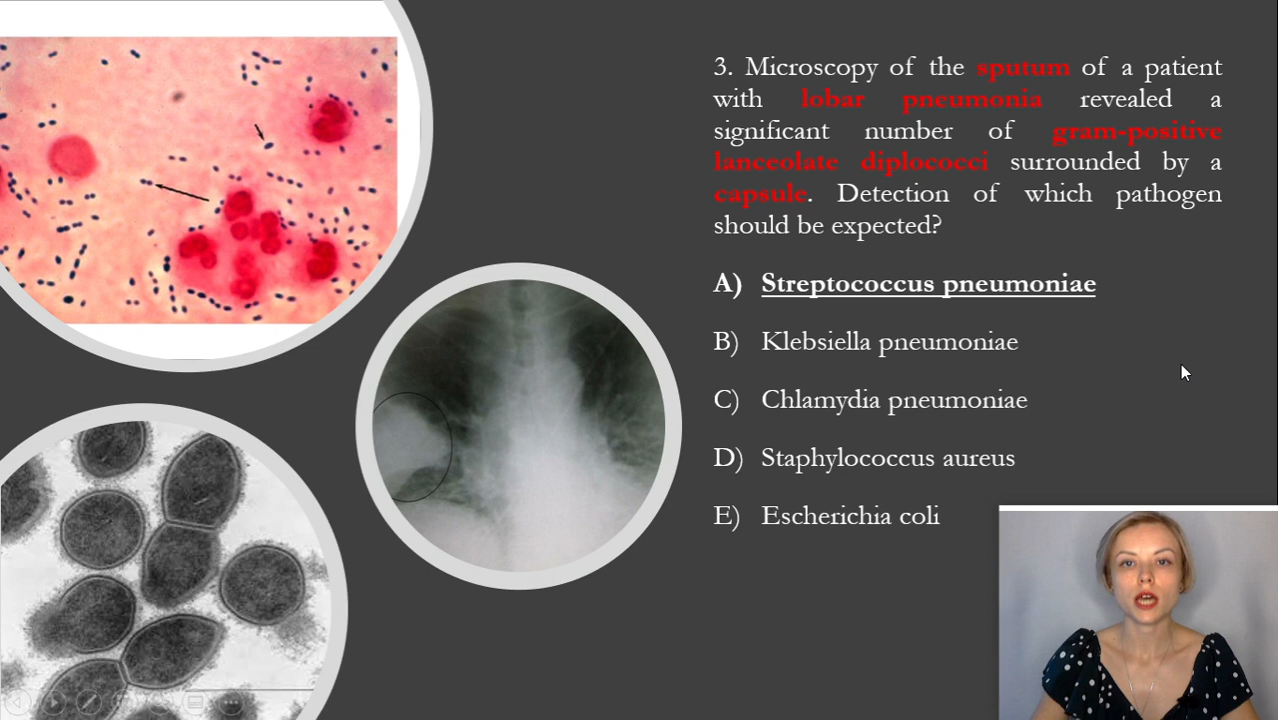 3. Microscopy of the sputum of a patient
with lobar pneumonia revealed a
significant number of gram-positive
lanceolate diplococci surrounded by a
capsule. Detection of which pathogen
should be expected?
A) Streptococcus pneumoniae
B) Klebsiella pneumoniae
C) Chlamydia pneumoniae
D) Staphylococcus aureus
E) Escherichia coli